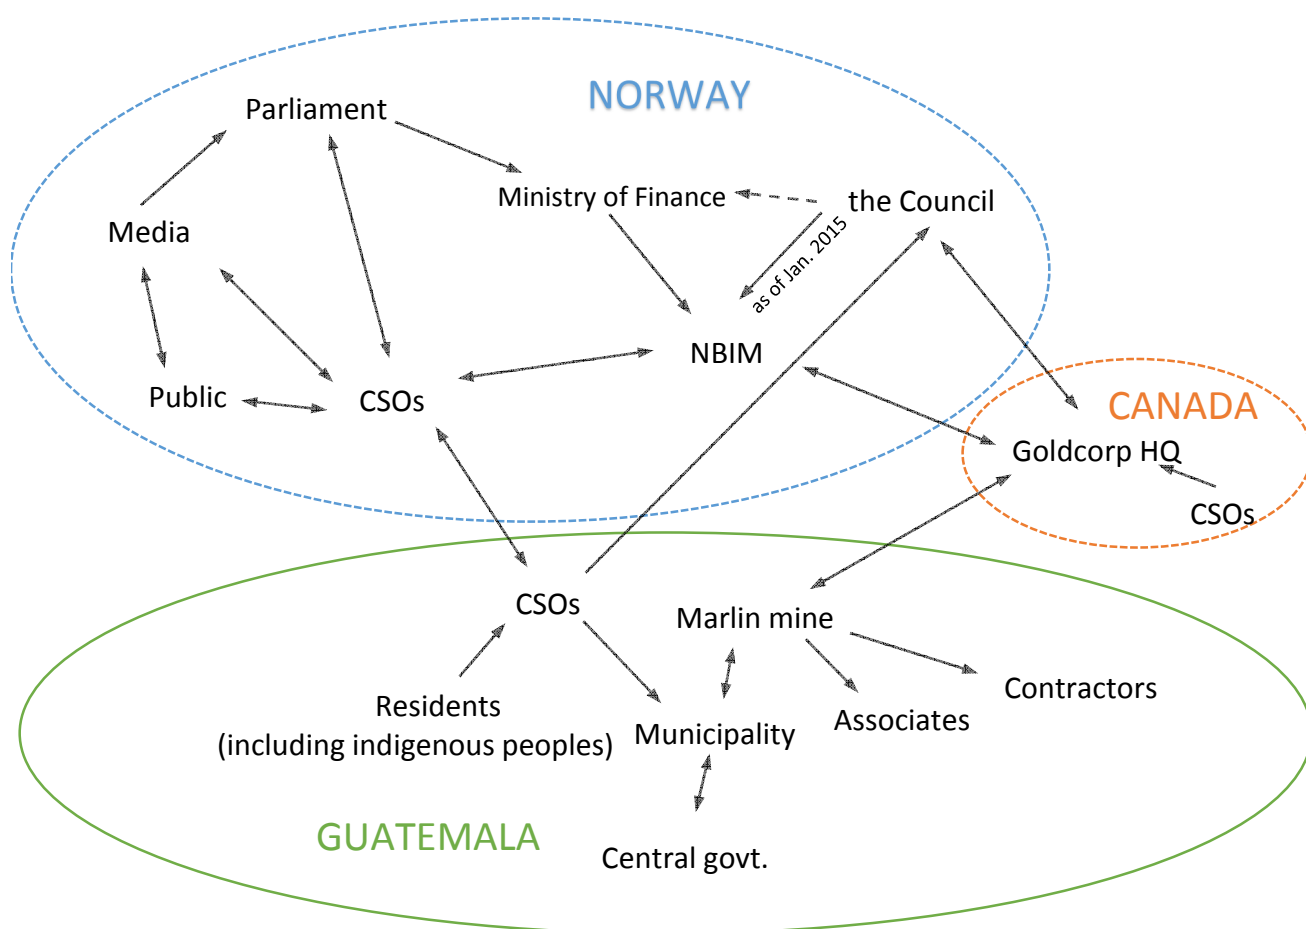 NORWAY
Parliament
Ministry of Finance
the Council
Media
as of Jan. 2015
NBIM
Public
CSOs
CANADA
Goldcorp HQ
CSOs
CSOs
Marlin mine
Contractors
Residents
(including indigenous peoples)
Municipality
Associates
GUATEMALA
Central govt.